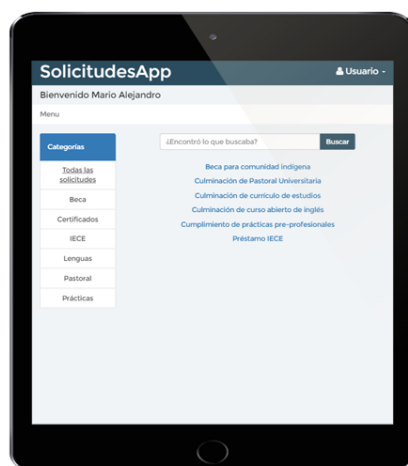 SolicitudesApp
Usuario
Bienvenido Mario Alejandro
Menu
Categorías
Todas las
solicitudes
Beca
Certificados
IECE
Lenguas
Pastoral
Prácticas
¿Encontró lo que buscaba?
Buscar
Beca para comunidad indígena
Culminación de Pastoral Universitaria
Culminación de currículo de estudios
Culminación de curso abierto de inglés
Cumplimiento de prácticas pre-profesionales
Préstamo IECE